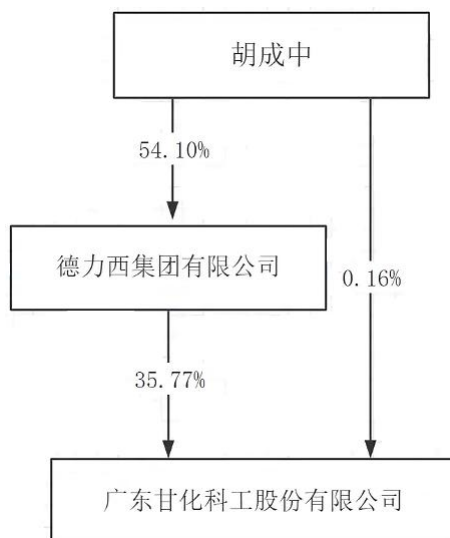 胡成中
54.10%
德力西集团有限公司
0.16%
35.77%
广东甘化科工股份有限公司